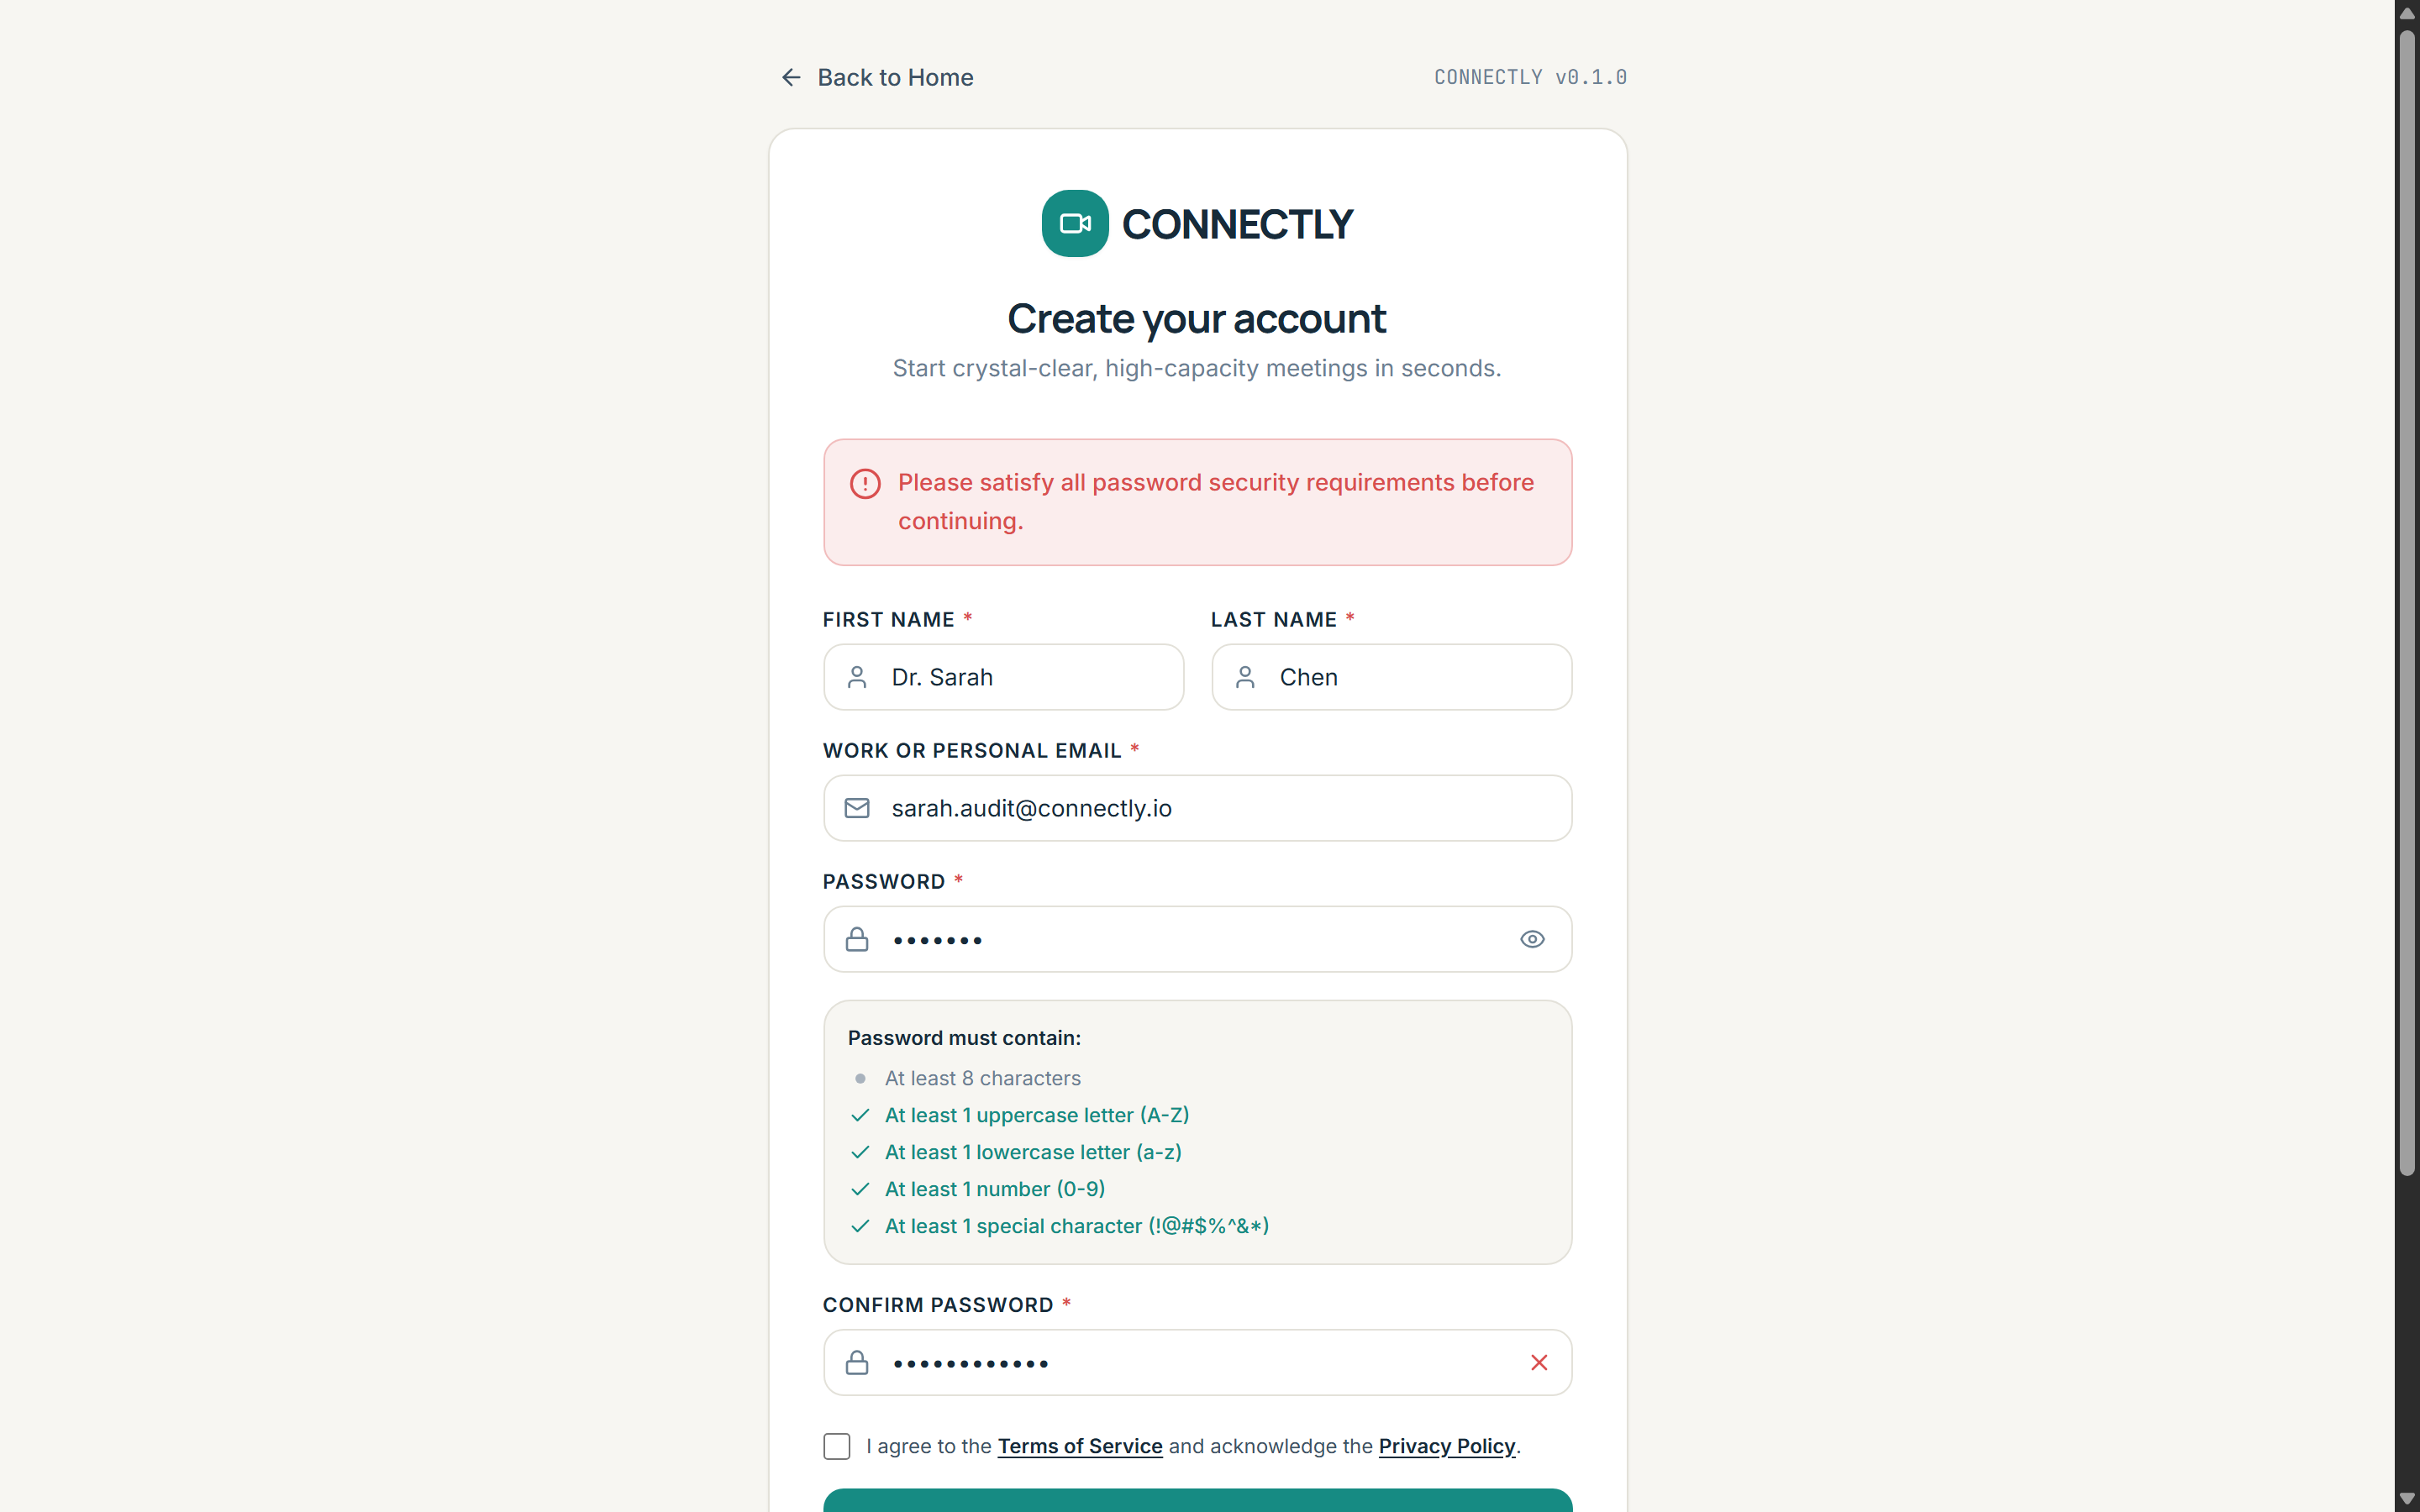 Back to Home
CONNECTLY v0.1.0
CONNECTLY
Create your account
Start crystal-clear, high-capacity meetings in seconds.
Please satisfy all password security requirements before
continuing.
FIRST NAME *
LAST NAME *
Dr. Sarah
Chen
WORK OR PERSONAL EMAIL *
sarah.audit@connectly.io
PASSWORD *
•••••••
Password must contain:
At least 8 characters
At least 1 uppercase letter (A-Z)
At least 1 lowercase letter (a-z)
At least 1 number (0-9)
At least 1 special character (!@#$%^&*)
CONFIRM PASSWORD *
••••••••••••
I agree to the Terms of Service and acknowledge the Privacy Policy.